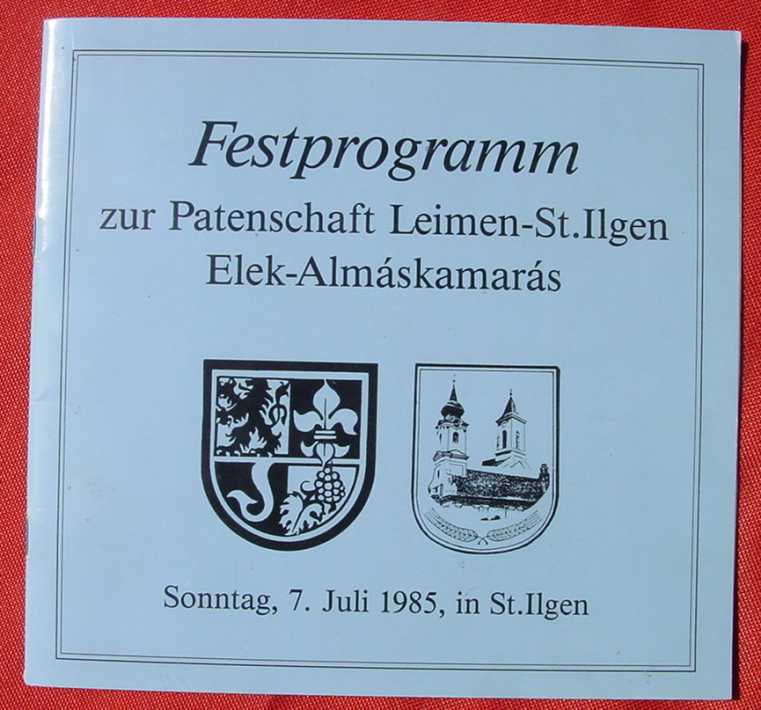 Festprogramm
zur Patenschaft Leimen-St.Ilgen
Elek-Almáskamarás
Sonntag, 7. Juli 1985, in St.Ilgen